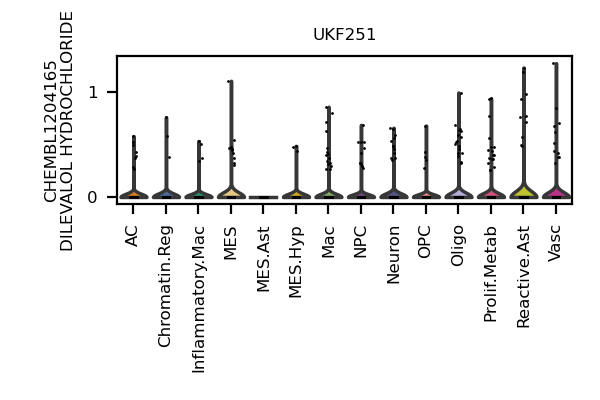 UKF251
CHEMBL1204165
DILEVALOL HYDROCHLORIDE
1
0
AC
Chromatin.Reg
Inflammatory.Mac
MES
MES.Ast
MES.Hyp
Mac
NPC
Neuron
OPC
Oligo
Prolif.Metab
Reactive.Ast
Vasc